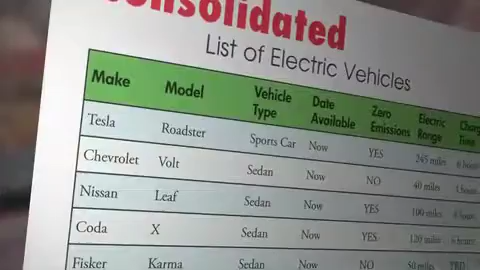 Consolidated
List of Electric Vehicles
Make Model Vehicle Type Date Available Zero Emissions Electric Range
Tesla Roadster Sports Car Now YES 245 miles
Chevrolet Volt Sedan Now NO 40 miles
Nissan Leaf Sedan Now YES 100 miles
Coda X Sedan Now YES 120 miles
Fisker Karma Sedan Now NO 50 miles TBD